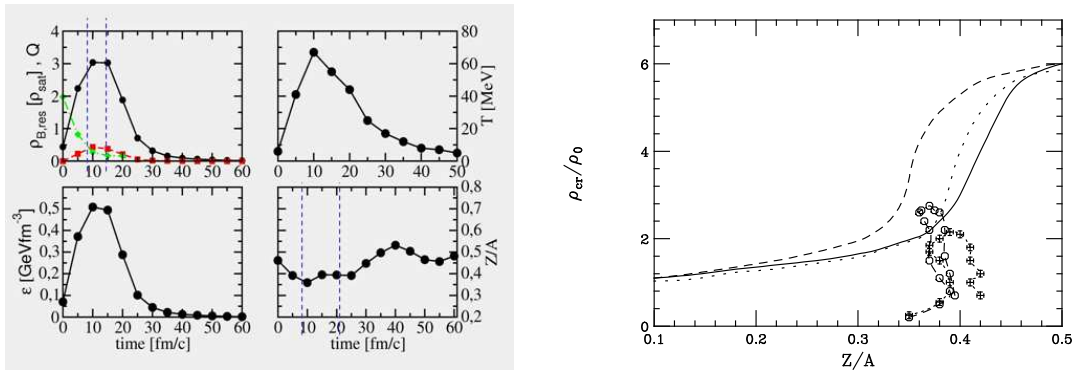 ρB,res [ρsat] , Q
4
3
2
1
0
0 10 20 30 40 50 60
80
60
40
20
0
T [MeV]
0 10 20 30 40 50 60
ε [GeVfm-3]
0,5
0,4
0,3
0,2
0,1
0
0 10 20 30 40 50 60
time [fm/c]
0,8
0,7
0,6
0,5
0,4
0,3
0,2
Z/A
0 10 20 30 40 50 60
time [fm/c]
ρcr/ρ0
6
4
2
0
0.1 0.2 0.3 0.4 0.5
Z/A